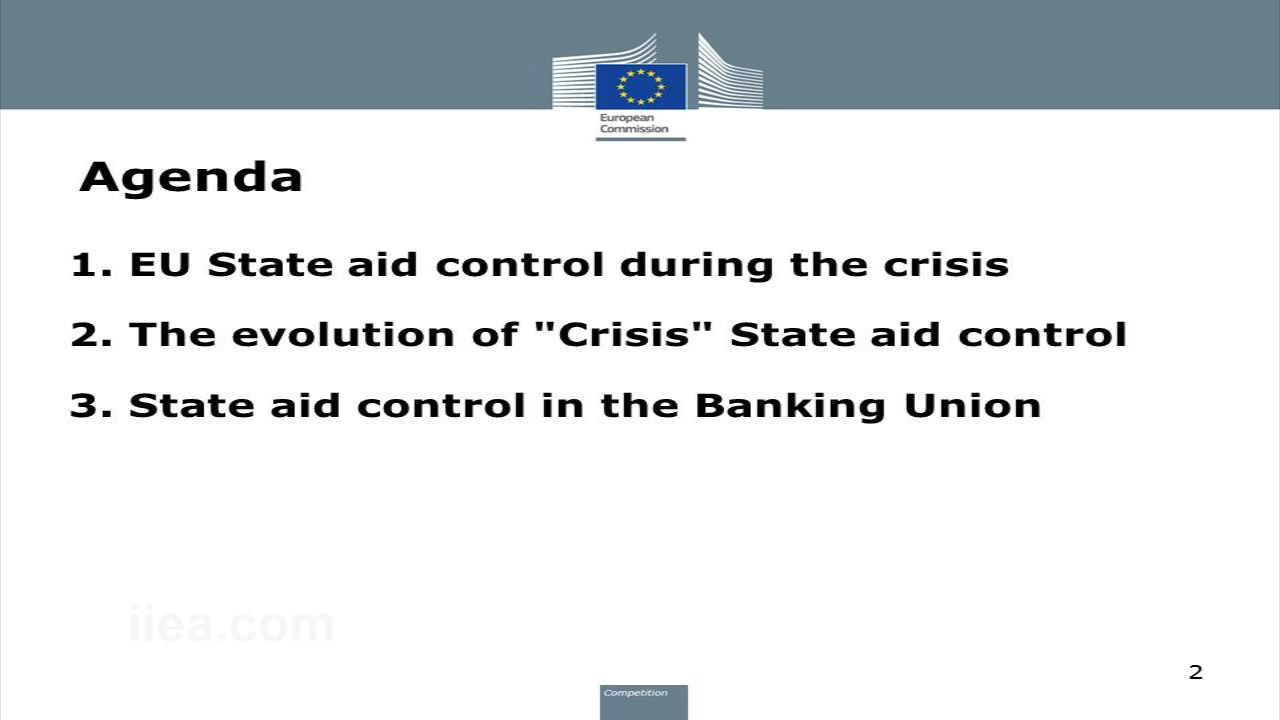 European
Commission
Agenda
1. EU State aid control during the crisis
2. The evolution of "Crisis" State aid control
3. State aid control in the Banking Union
iiea.com
2
Competition